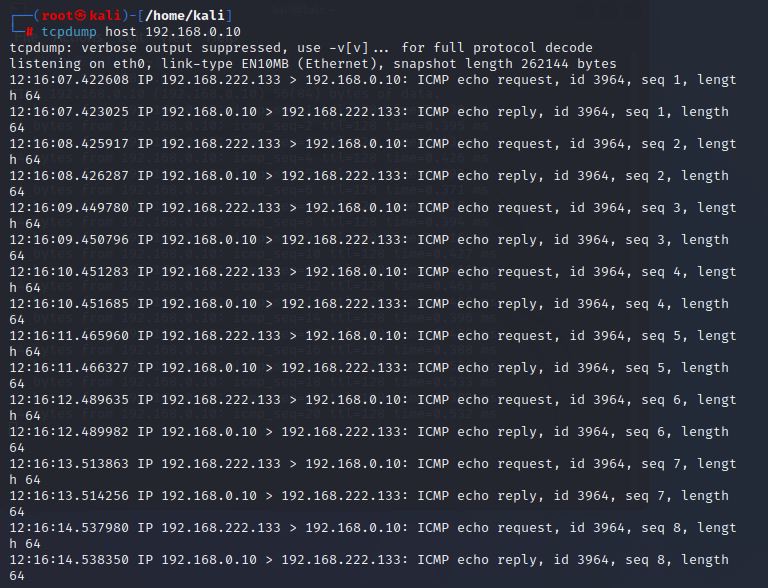 ┌──(root㉿kali)-[/home/kali]
└─# tcpdump host 192.168.0.10
tcpdump: verbose output suppressed, use -v[v]... for full protocol decode
listening on eth0, link-type EN10MB (Ethernet), snapshot length 262144 bytes
12:16:07.422608 IP 192.168.222.133 > 192.168.0.10: ICMP echo request, id 3964, seq 1, lengt
h 64
12:16:07.423025 IP 192.168.0.10 > 192.168.222.133: ICMP echo reply, id 3964, seq 1, length
64
12:16:08.425917 IP 192.168.222.133 > 192.168.0.10: ICMP echo request, id 3964, seq 2, lengt
h 64
12:16:08.426287 IP 192.168.0.10 > 192.168.222.133: ICMP echo reply, id 3964, seq 2, length
64
12:16:09.449780 IP 192.168.222.133 > 192.168.0.10: ICMP echo request, id 3964, seq 3, lengt
h 64
12:16:09.450796 IP 192.168.0.10 > 192.168.222.133: ICMP echo reply, id 3964, seq 3, length
64
12:16:10.451283 IP 192.168.222.133 > 192.168.0.10: ICMP echo request, id 3964, seq 4, lengt
h 64
12:16:10.451685 IP 192.168.0.10 > 192.168.222.133: ICMP echo reply, id 3964, seq 4, length
64
12:16:11.465960 IP 192.168.222.133 > 192.168.0.10: ICMP echo request, id 3964, seq 5, lengt
h 64
12:16:11.466327 IP 192.168.0.10 > 192.168.222.133: ICMP echo reply, id 3964, seq 5, length
64
12:16:12.489635 IP 192.168.222.133 > 192.168.0.10: ICMP echo request, id 3964, seq 6, lengt
h 64
12:16:12.489982 IP 192.168.0.10 > 192.168.222.133: ICMP echo reply, id 3964, seq 6, length
64
12:16:13.513863 IP 192.168.222.133 > 192.168.0.10: ICMP echo request, id 3964, seq 7, lengt
h 64
12:16:13.514256 IP 192.168.0.10 > 192.168.222.133: ICMP echo reply, id 3964, seq 7, length
64
12:16:14.537980 IP 192.168.222.133 > 192.168.0.10: ICMP echo request, id 3964, seq 8, lengt
h 64
12:16:14.538350 IP 192.168.0.10 > 192.168.222.133: ICMP echo reply, id 3964, seq 8, length
64